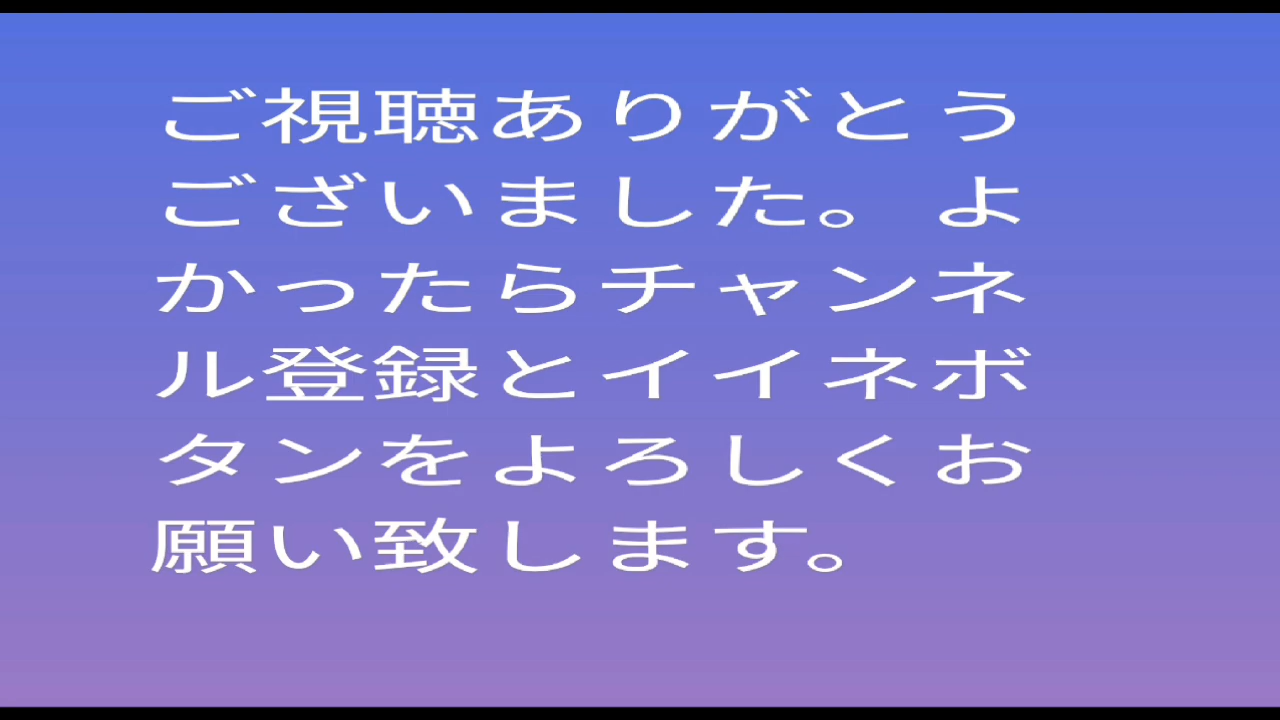 ご視聴ありがとう
ございました。よ
かったらチャンネ
ル登録とイイネボ
タンをよろしくお
願い致します。